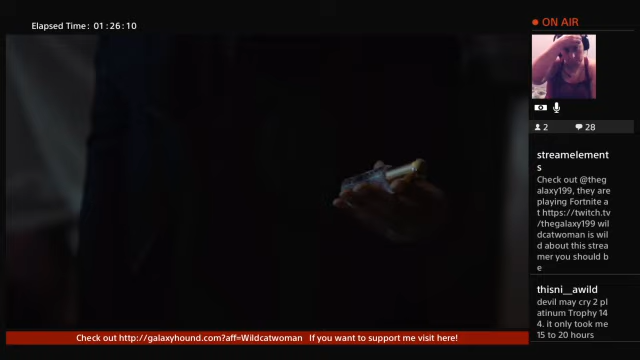 Elapsed Time: 01:26:10
ON AIR
2
28
streamelement
s
Check out @theg
alaxy199, they are
playing Fortnite a
t https://twitch.tv
/thegalaxy199 wil
dcatwoman is wil
d about this strea
mer you should b
e
thisni__awild
devil may cry 2 pl
atinum Trophy 14
4. it only took me
15 to 20 hours
Check out http://galaxyhound.com?aff=Wildcatwoman If you want to support me visit here!